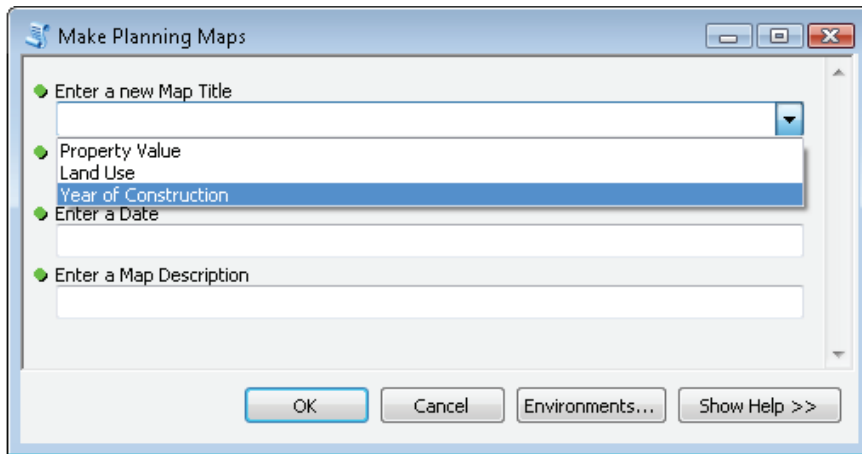 Make Planning Maps
Enter a new Map Title
Property Value
Land Use
Year of Construction
Enter a Date
Enter a Map Description
OK Cancel Environments... Show Help >>